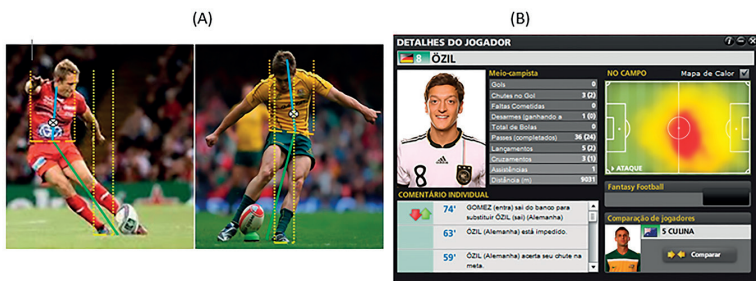 (A)
(B)
DETALHES DO JOGADOR
8 ÖZIL
Meio-campista
Gols 0
Chutes no Gol 3 (2)
Faltas Cometidas 0
Desarmes (ganhando a 1 (0)
Total de Bolas 0
Passes (completados) 36 (24)
Lançamentos 5 (2)
Cruzamentos 3 (1)
Assistências 1
Distância (m) 9031
8
NO CAMPO Mapa de Calor
ATAQUE
Fantasy Football
COMENTÁRIO INDIVIDUAL
74' GOMEZ (entra) sai do banco para
substituir ÖZIL (sai) (Alemanha)
63' ÖZIL (Alemanha) está impedido.
59' ÖZIL (Alemanha) acerta seu chute na
meta.
Comparação de jogadores
5 CULINA
Comparar